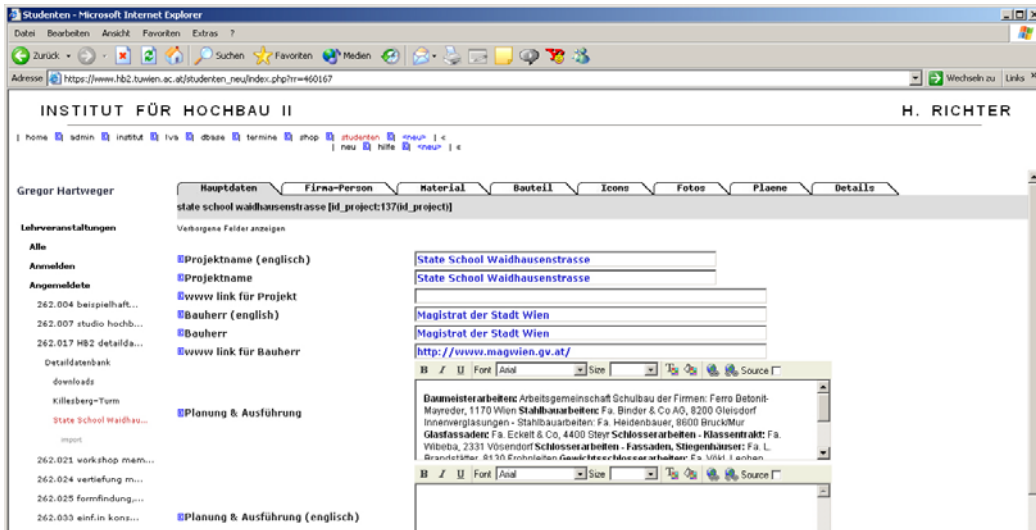 Studenten - Microsoft Internet Explorer
Datei Bearbeiten Ansicht Favoriten Extras ?
Zurück Suchen Favoriten Medien
Adresse https://www.hb2.tuwien.ac.at/studenten_neu/index.php?rr=460167 Wechseln zu Links
INSTITUT FÜR HOCHBAU II H. RICHTER
| home admin institut lva dbase termine shop studenten <neu> | «
| neu hilfe <neu> | «
Gregor Hartweger
Hauptdaten Firma-Person Material Bauteil Icons Fotos Plaene Details
state school waidhausenstrasse [id_project:137(id_project)]
Lehrveranstaltungen
Verborgene Felder anzeigen
Alle
Anmelden
Angemeldete
262.004 beispielhaft...
262.007 studio hochb...
262.017 HB2 detailda...
Detaildatenbank
downloads
Killesberg-Turm
State School Waidhau...
import
262.021 workshop mem...
262.024 vertiefung m...
262.025 formfindung,...
262.033 einf.in kons...
Projektname (englisch) State School Waidhausenstrasse
Projektname State School Waidhausenstrasse
www link für Projekt
Bauherr (english) Magistrat der Stadt Wien
Bauherr Magistrat der Stadt Wien
www link für Bauherr http://www.magwien.gv.at/
B I U Font Arial Size Source
Planung & Ausführung
Baumeisterarbeiten: Arbeitsgemeinschaft Schulbau der Firmen: Ferro Betonit-
Mayreder, 1170 Wien Stahlbauarbeiten: Fa. Binder & Co AG, 8200 Gleisdorf
Innenverglasungen - Stahlbauarbeiten: Fa. Heidenbauer, 8600 Bruck/Mur
Glasfassaden: Fa. Eckelt & Co, 4400 Steyr Schlosserarbeiten - Klassentrakt: Fa.
Wibeba, 2331 Vösendorf Schlosserarbeiten - Fassaden, Stiegenhäuser: Fa. L.
Brandstätter, 8130 Frohnleiten Gewichtsschlosserarbeiten: Fa. Vökl, Leoben
B I U Font Arial Size Source
Planung & Ausführung (englisch)